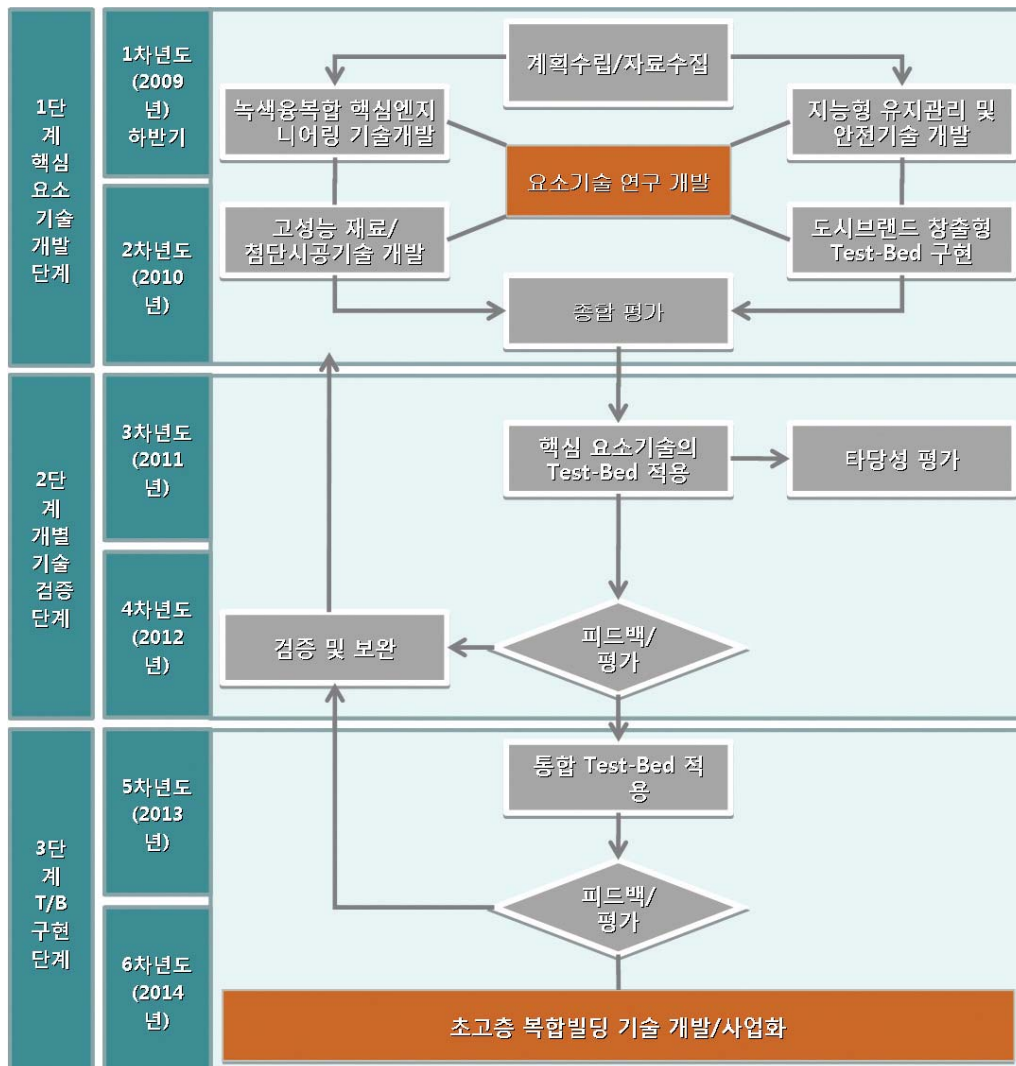 1단
계
핵심
요소
기술
개발
단계
1차년도
(2009
년)
하반기
계획수립/자료수집
녹색융복합 핵심엔지
니어링 기술개발
지능형 유지관리 및
안전기술 개발
요소기술 연구 개발
2차년도
(2010
년)
고성능 재료/
첨단시공기술 개발
도시브랜드 창출형
Test-Bed 구현
종합 평가
2단
계
개별
기술
검증
단계
3차년도
(2011
년)
핵심 요소기술의
Test-Bed 적용
타당성 평가
4차년도
(2012
년)
검증 및 보완
피드백/
평가
3단
계
T/B
구현
단계
5차년도
(2013
년)
통합 Test-Bed 적
용
피드백/
평가
6차년도
(2014
년)
초고층 복합빌딩 기술 개발/사업화